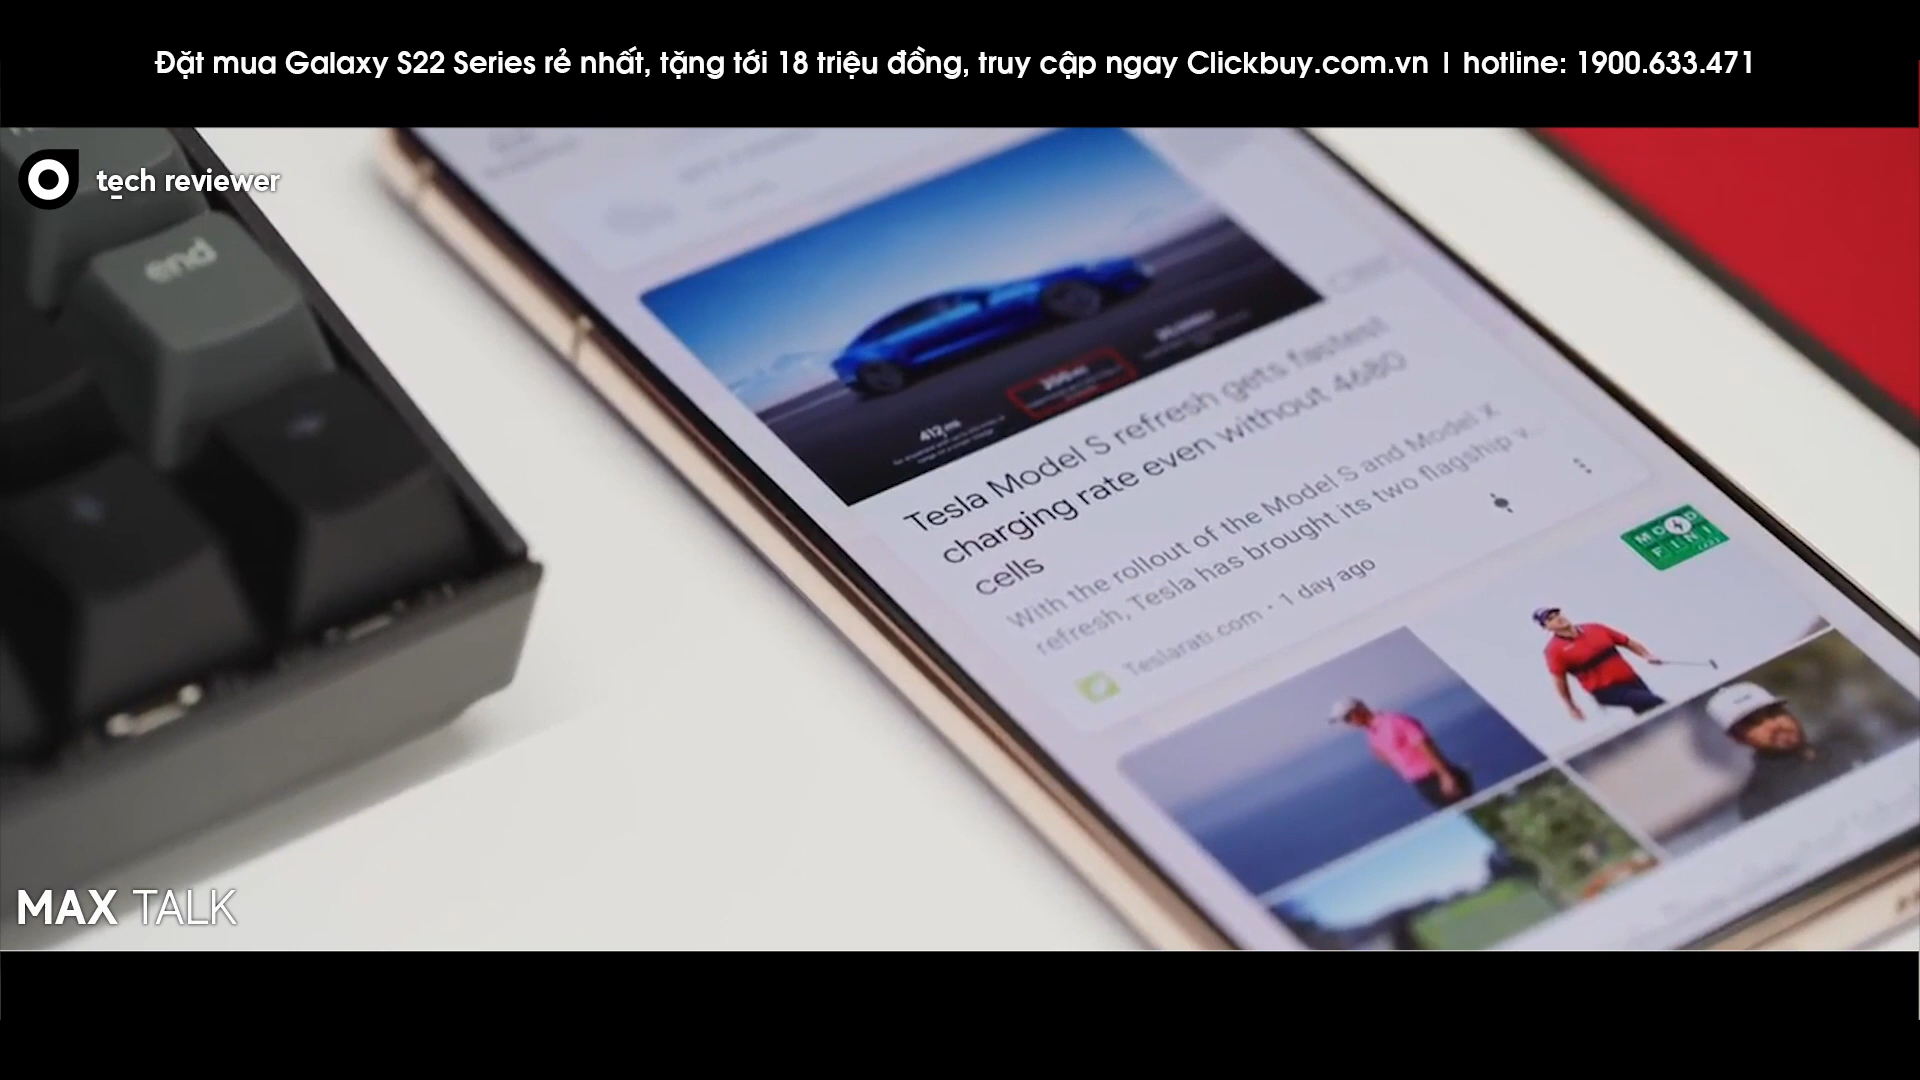 Đặt mua Galaxy S22 Series rẻ nhất, tặng tới 18 triệu đồng, truy cập ngay Clickbuy.com.vn | hotline: 1900.633.471
tech reviewer
end
412 mi
Tesla Model S refresh gets fastest
charging rate even without 4680
cells
With the rollout of the Model S and Model X
refresh, Tesla has brought its two flagship v...
Teslarati.com · 1 day ago
MAX TALK